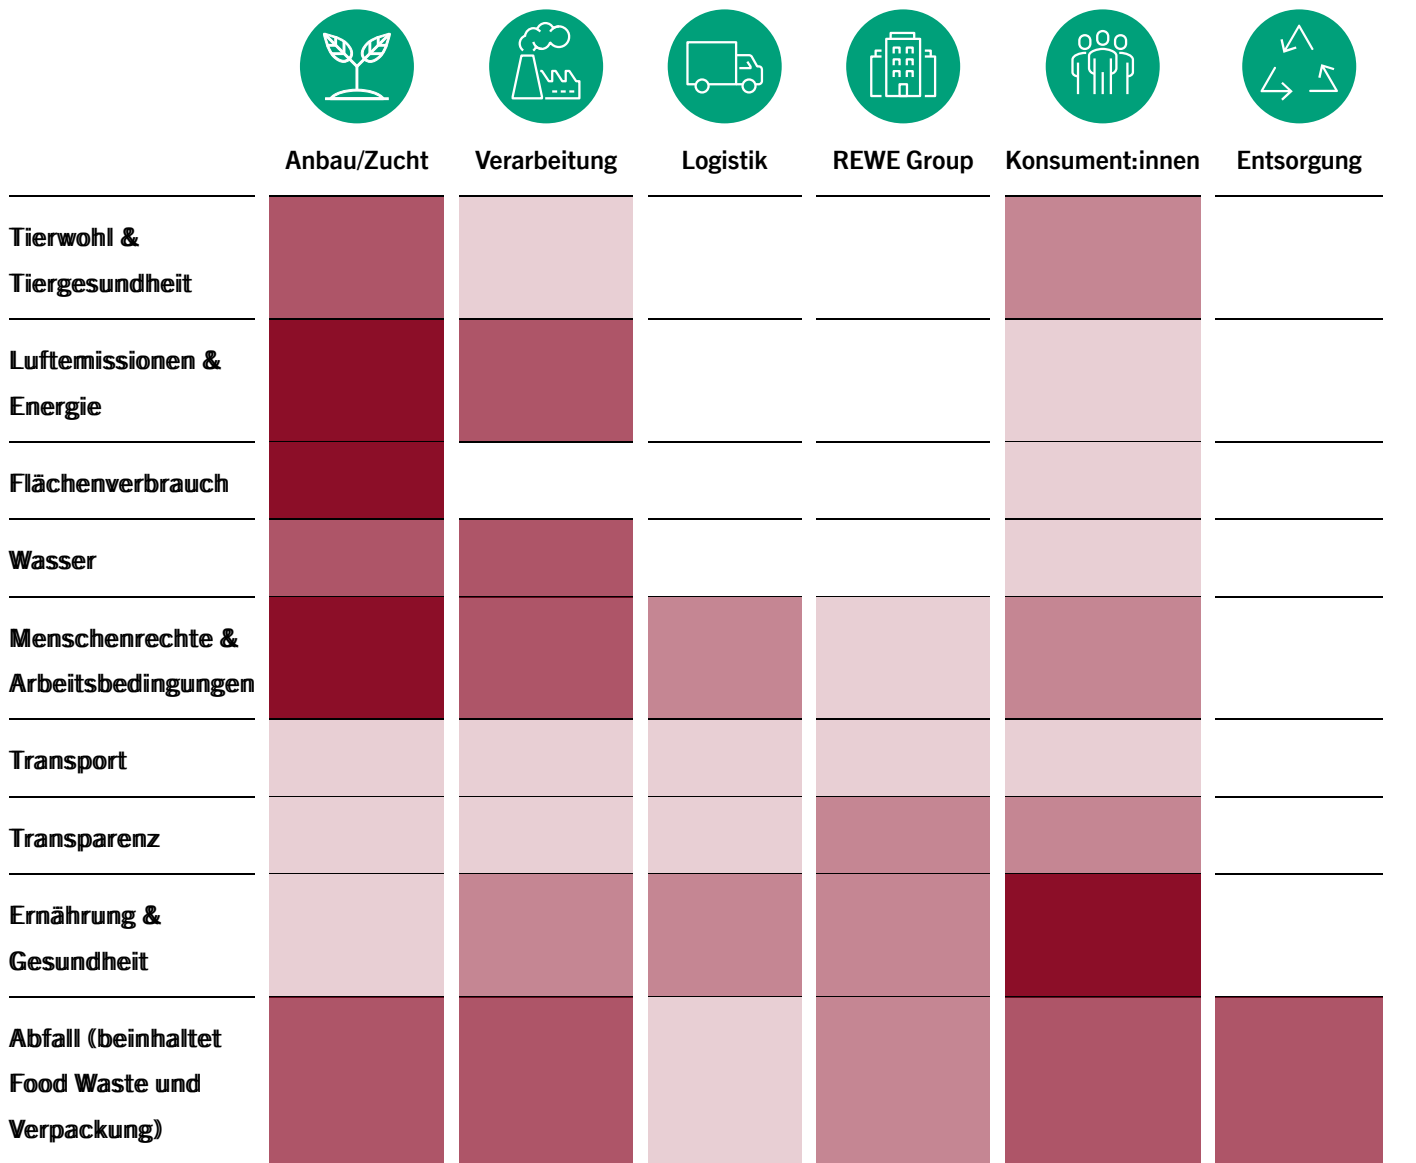 Anbau/Zucht Verarbeitung Logistik REWE Group Konsument:innen Entsorgung
Tierwohl &
Tiergesundheit
Luftemissionen &
Energie
Flächenverbrauch
Wasser
Menschenrechte &
Arbeitsbedingungen
Transport
Transparenz
Ernährung &
Gesundheit
Abfall (beinhaltet
Food Waste und
Verpackung)